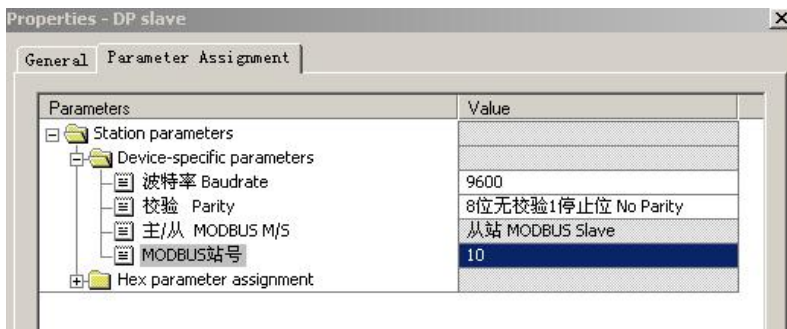 Properties - DP slave
General Parameter Assignment
Parameters Value
Station parameters
Device-specific parameters
波特率 Baudrate 9600
校验 Parity 8位无校验1停止位 No Parity
主/从 MODBUS M/S 从站 MODBUS Slave
MODBUS站号 10
Hex parameter assignment